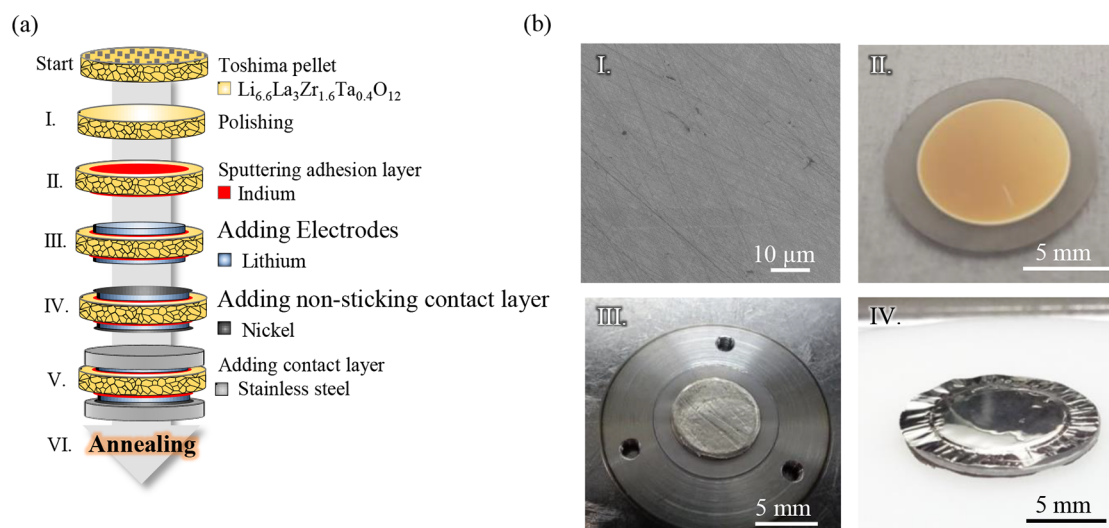 (a)
Start
Toshima pellet
Li6.6La3Zr1.6Ta0.4O12
I.
Polishing
II.
Sputtering adhesion layer
Indium
III.
Adding Electrodes
Lithium
IV.
Adding non-sticking contact layer
Nickel
V.
Adding contact layer
Stainless steel
VI.
Annealing
(b)
I.
10 μm
II.
5 mm
III.
5 mm
IV.
5 mm